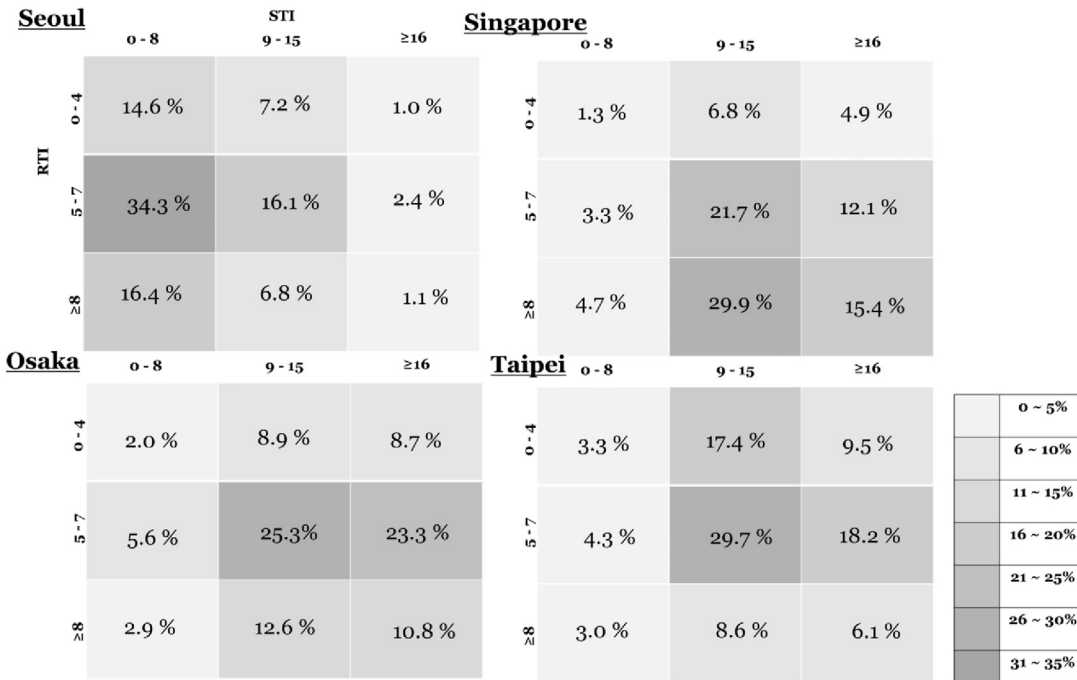 Seoul
STI
0 - 8 9 - 15 ≥16
RTI
0 - 4 14.6 % 7.2 % 1.0 %
5 - 7 34.3 % 16.1 % 2.4 %
≥8 16.4 % 6.8 % 1.1 %
Singapore
0 - 8 9 - 15 ≥16
0 - 4 1.3 % 6.8 % 4.9 %
5 - 7 3.3 % 21.7 % 12.1 %
≥8 4.7 % 29.9 % 15.4 %
Osaka
0 - 8 9 - 15 ≥16
0 - 4 2.0 % 8.9 % 8.7 %
5 - 7 5.6 % 25.3% 23.3 %
≥8 2.9 % 12.6 % 10.8 %
Taipei
0 - 8 9 - 15 ≥16
0 - 4 3.3 % 17.4 % 9.5 %
5 - 7 4.3 % 29.7 % 18.2 %
≥8 3.0 % 8.6 % 6.1 %
0 ~ 5%
6 ~ 10%
11 ~ 15%
16 ~ 20%
21 ~ 25%
26 ~ 30%
31 ~ 35%